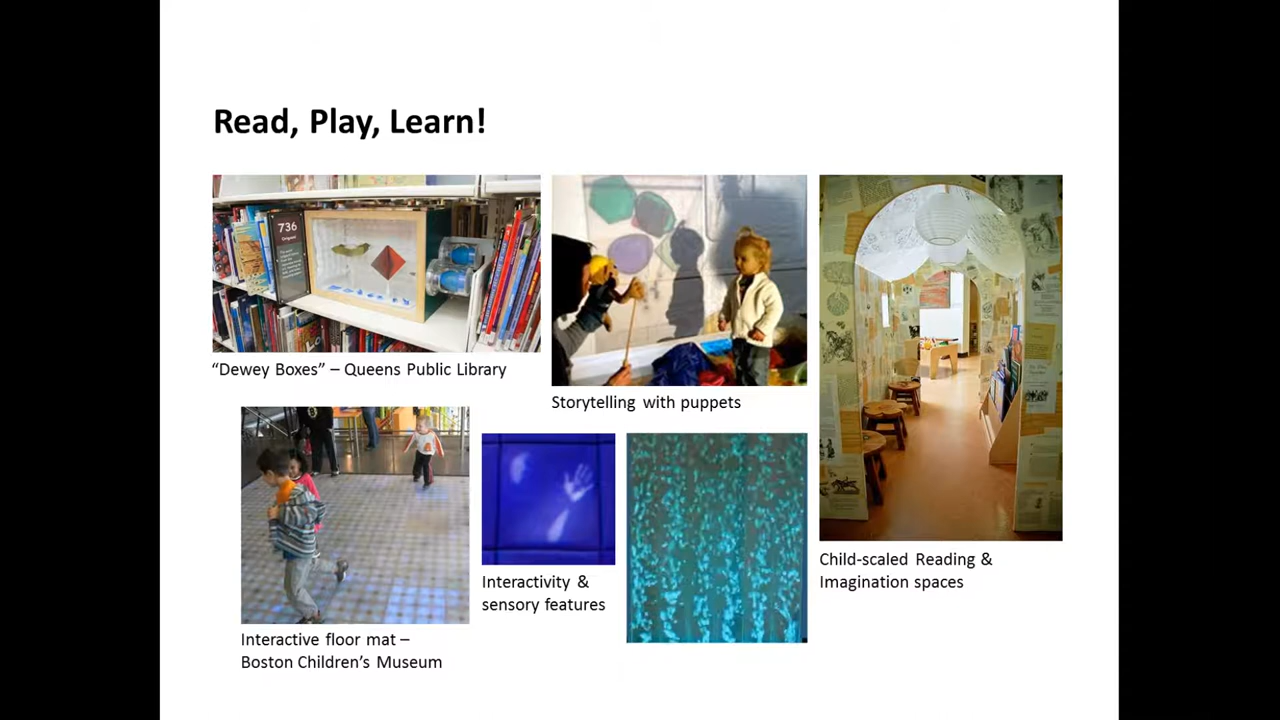 Read, Play, Learn!
736
Origami
“Dewey Boxes” – Queens Public Library
Storytelling with puppets
Child-scaled Reading &
Imagination spaces
Interactivity &
sensory features
Interactive floor mat –
Boston Children’s Museum